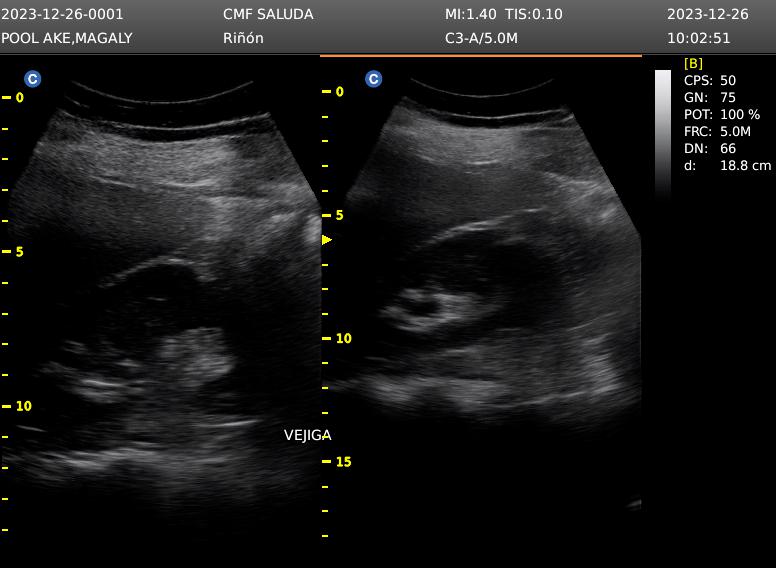 2023-12-26-0001 CMF SALUDA MI:1.40 TIS:0.10 2023-12-26
POOL AKE,MAGALY Riñón C3-A/5.0M 10:02:51
[B]
CPS: 50
GN: 75
POT: 100 %
FRC: 5.0M
DN: 66
d: 18.8 cm
C
0
5
10
C
0
5
10
15
VEJIGA